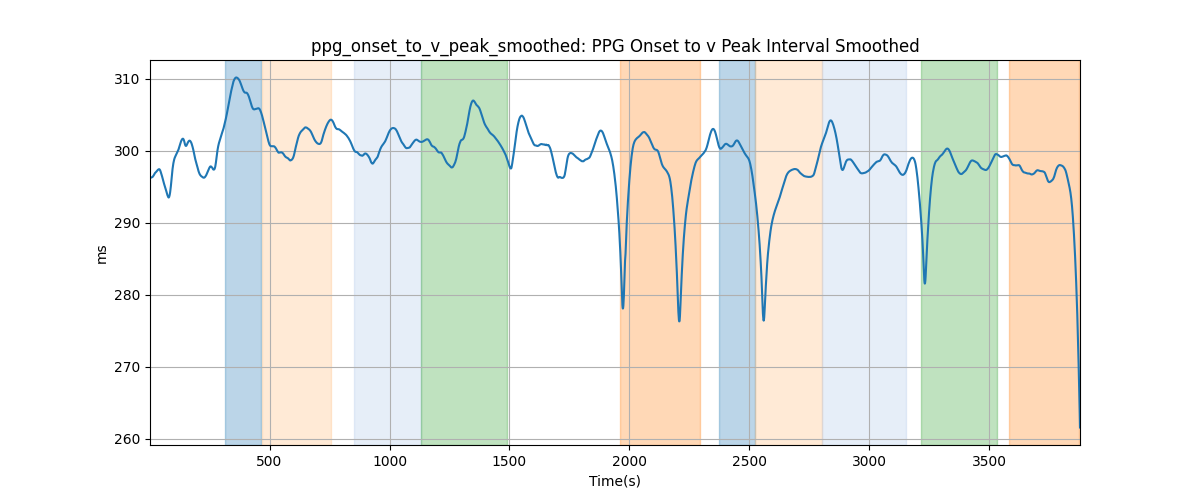 ppg_onset_to_v_peak_smoothed: PPG Onset to v Peak Interval Smoothed
310
300
290
280
270
260
ms
500 1000 1500 2000 2500 3000 3500
Time(s)